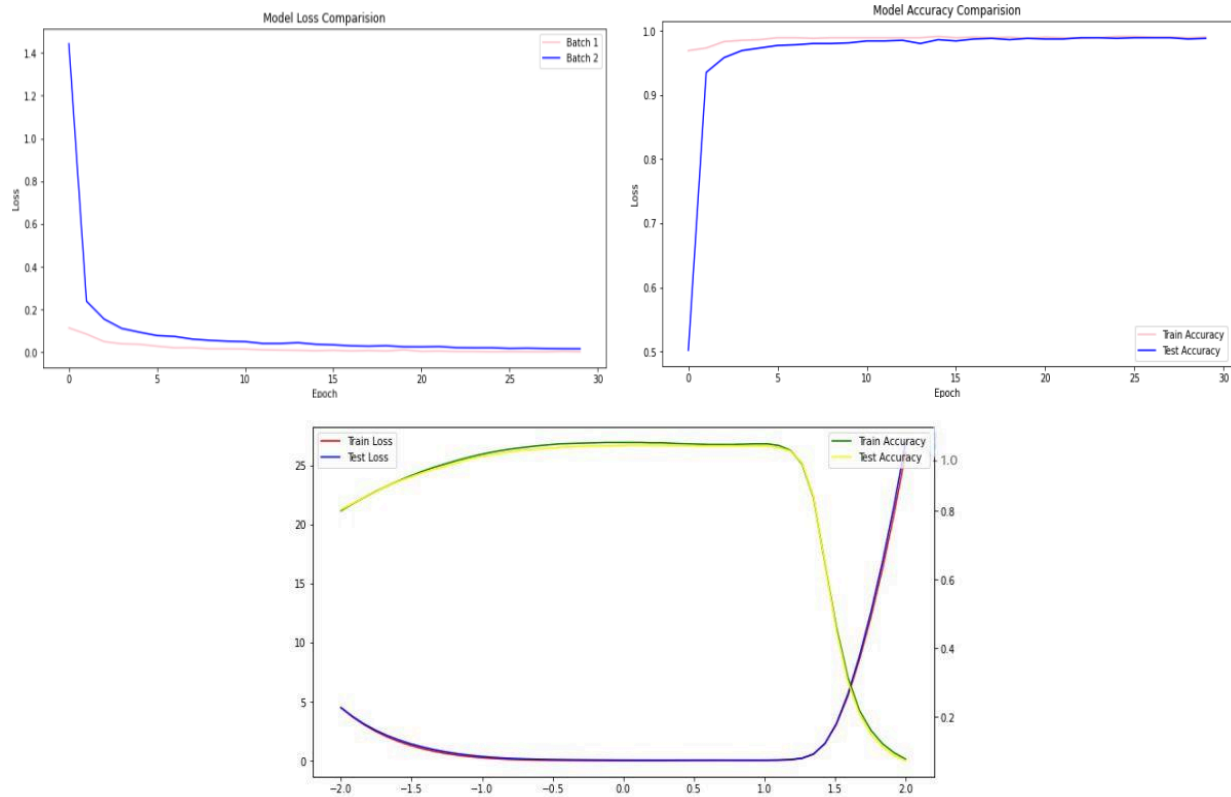 Model Loss Comparision
Batch 1
Batch 2
Loss
1.4
1.2
1.0
0.8
0.6
0.4
0.2
0.0
0 5 10 15 20 25 30
Epoch
Model Accuracy Comparision
Loss
1.0
0.9
0.8
0.7
0.6
0.5
Train Accuracy
Test Accuracy
0 5 10 15 20 25 30
Epoch
Train Loss
Test Loss
Train Accuracy
Test Accuracy
25
20
15
10
5
0
1.0
0.8
0.6
0.4
0.2
−2.0 −1.5 −1.0 −0.5 0.0 0.5 1.0 1.5 2.0